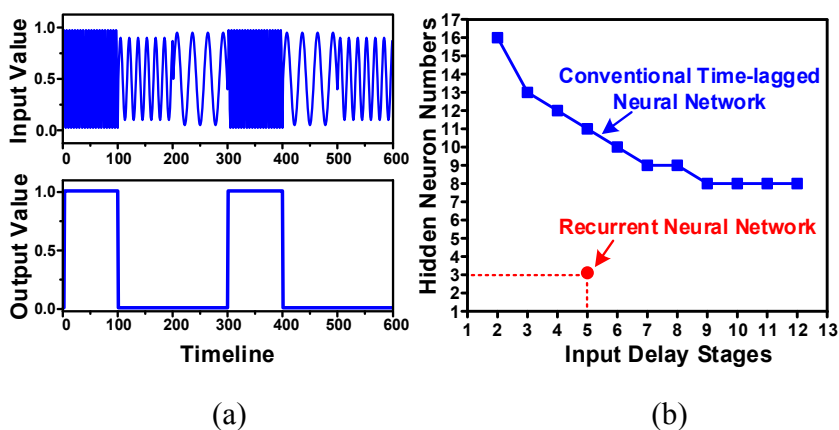 Input Value
1.0
0.5
0.0
0 100 200 300 400 500 600
Output Value
1.0
0.5
0.0
0 100 200 300 400 500 600
Timeline
(a)
Hidden Neuron Numbers
17
16
15
14
13
12
11
10
9
8
7
6
5
4
3
2
1
Conventional Time-lagged
Neural Network
Recurrent Neural Network
1 2 3 4 5 6 7 8 9 10 11 12 13
Input Delay Stages
(b)